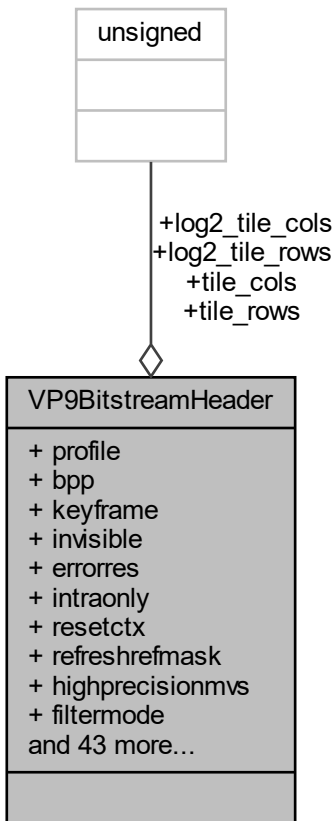 unsigned
+log2_tile_cols
+log2_tile_rows
+tile_cols
+tile_rows
VP9BitstreamHeader
+ profile
+ bpp
+ keyframe
+ invisible
+ errorres
+ intraonly
+ resetctx
+ refreshrefmask
+ highprecisionmvs
+ filtermode
and 43 more...